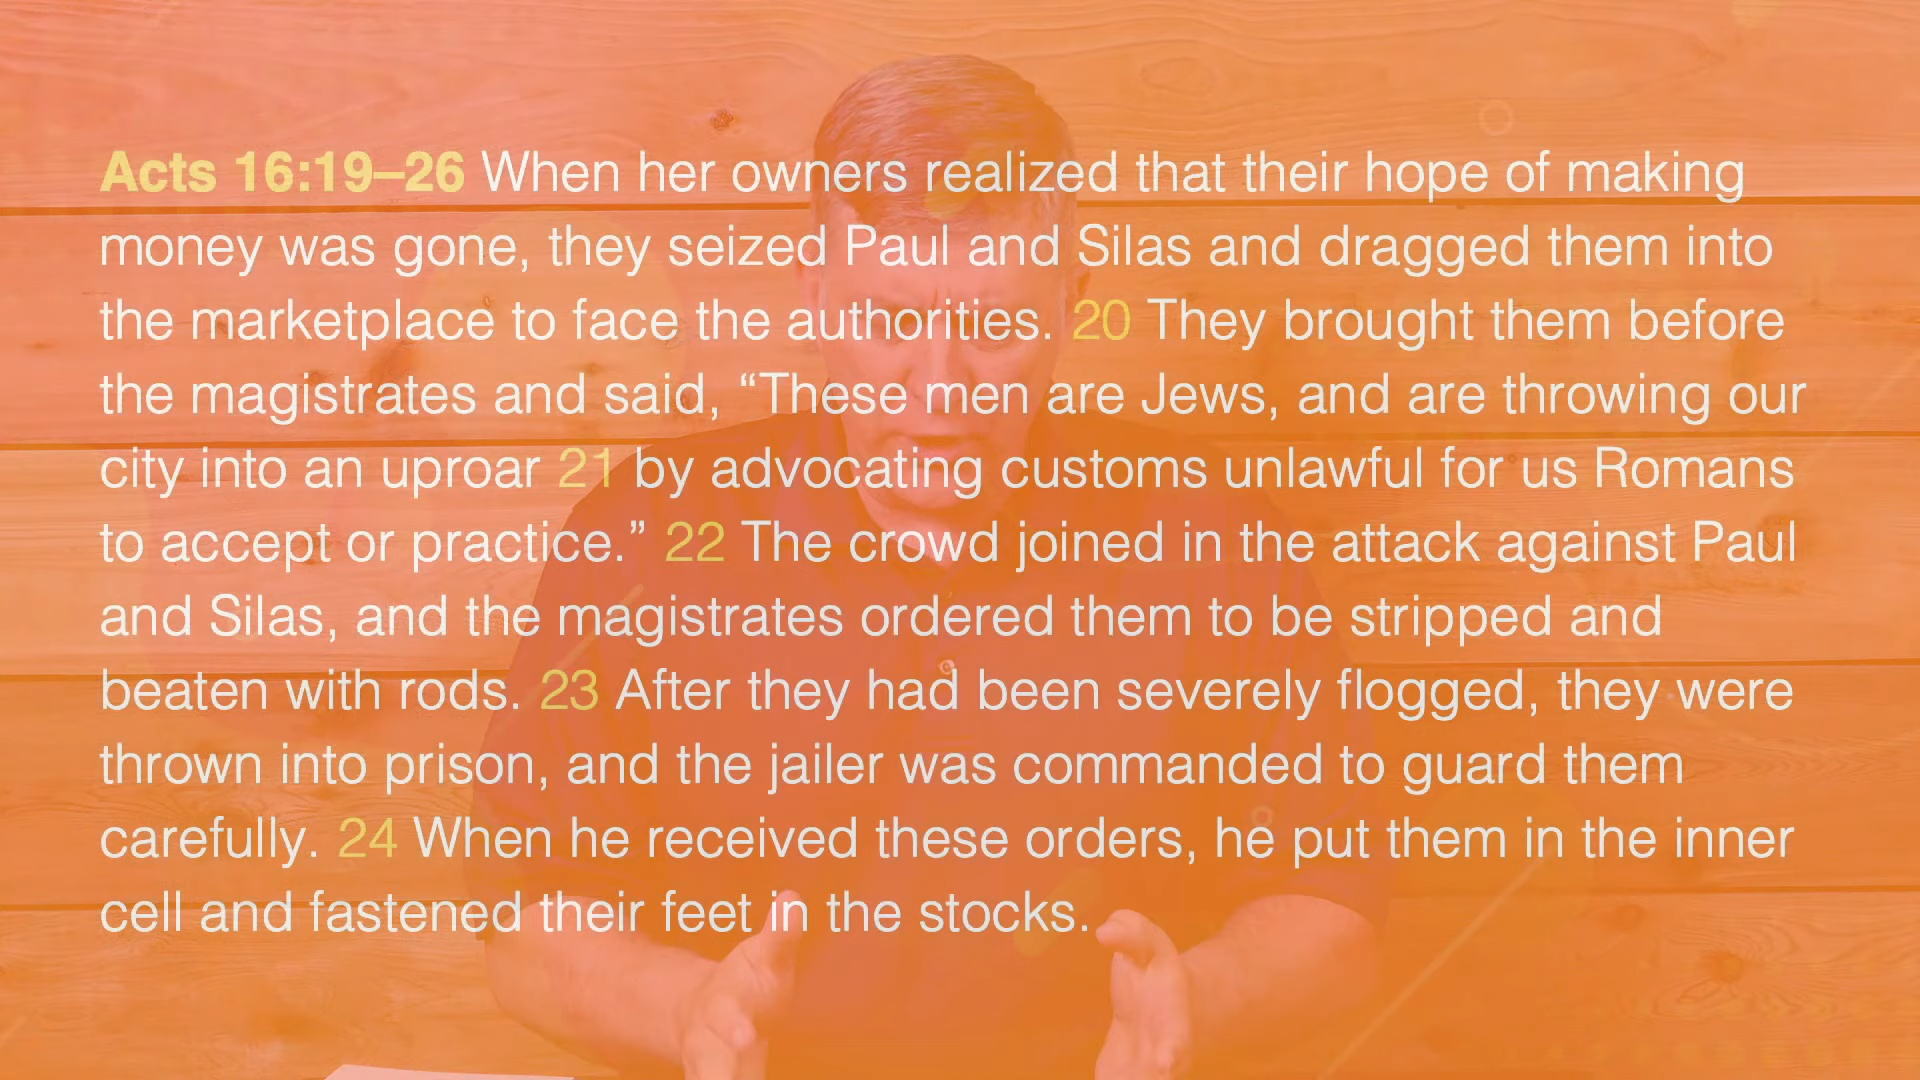 Acts 16:19–26 When her owners realized that their hope of making
money was gone, they seized Paul and Silas and dragged them into
the marketplace to face the authorities. 20 They brought them before
the magistrates and said, “These men are Jews, and are throwing our
city into an uproar 21 by advocating customs unlawful for us Romans
to accept or practice.” 22 The crowd joined in the attack against Paul
and Silas, and the magistrates ordered them to be stripped and
beaten with rods. 23 After they had been severely flogged, they were
thrown into prison, and the jailer was commanded to guard them
carefully. 24 When he received these orders, he put them in the inner
cell and fastened their feet in the stocks.